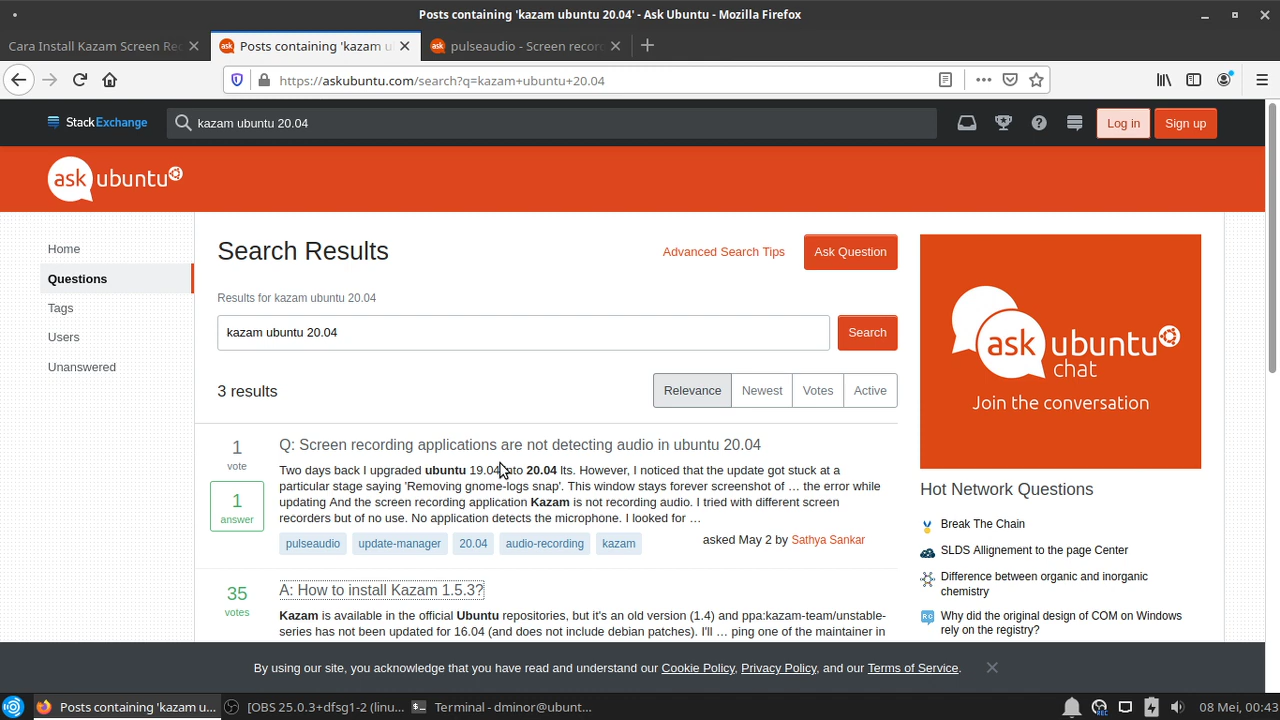 Posts containing 'kazam ubuntu 20.04' - Ask Ubuntu - Mozilla Firefox
Cara Install Kazam Screen Re
Posts containing 'kazam u
pulseaudio - Screen recor
https://askubuntu.com/search?q=kazam+ubuntu+20.04
StackExchange
kazam ubuntu 20.04
Log in
Sign up
ask ubuntu
Home
Questions
Tags
Users
Unanswered
Search Results
Advanced Search Tips
Ask Question
Results for kazam ubuntu 20.04
kazam ubuntu 20.04
Search
3 results
Relevance
Newest
Votes
Active
1
vote
1
answer
Q: Screen recording applications are not detecting audio in ubuntu 20.04
Two days back I upgraded ubuntu 19.04 into 20.04 lts. However, I noticed that the update got stuck at a
particular stage saying 'Removing gnome-logs snap'. This window stays forever screenshot of … the error while
updating And the screen recording application Kazam is not recording audio. I tried with different screen
recorders but of no use. No application detects the microphone. I looked for …
pulseaudio
update-manager
20.04
audio-recording
kazam
asked May 2 by Sathya Sankar
35
votes
A: How to install Kazam 1.5.3?
Kazam is available in the official Ubuntu repositories, but it's an old version (1.4) and ppa:kazam-team/unstable-
series has not been updated for 16.04 (and does not include debian patches). I'll … ping one of the maintainer in
ask ubuntu
chat
Join the conversation
Hot Network Questions
Break The Chain
SLDS Allignement to the page Center
Difference between organic and inorganic
chemistry
Why did the original design of COM on Windows
rely on the registry?
By using our site, you acknowledge that you have read and understand our Cookie Policy, Privacy Policy, and our Terms of Service.
Posts containing 'kazam u...
[OBS 25.0.3+dfsg1-2 (linu...
Terminal - dminor@ubunt...
REC
08 Mei, 00:43